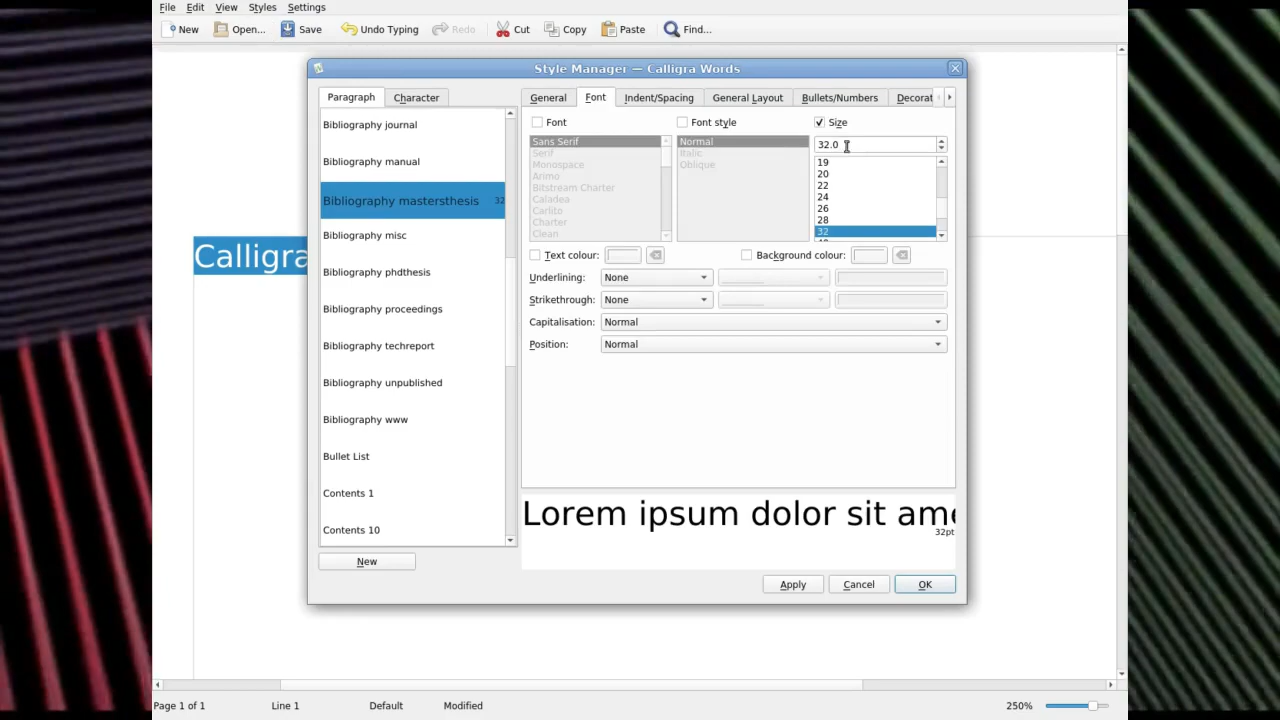 File Edit View Styles Settings
New Open... Save Undo Typing Redo Cut Copy Paste Find...
Style Manager — Calligra Words
Paragraph Character
General Font Indent/Spacing General Layout Bullets/Numbers Decorat
Bibliography journal
Bibliography manual
Bibliography mastersthesis 32
Bibliography misc
Bibliography phdthesis
Bibliography proceedings
Bibliography techreport
Bibliography unpublished
Bibliography www
Bullet List
Contents 1
Contents 10
New
Font
Sans Serif
Serif
Monospace
Arimo
Bitstream Charter
Caladea
Carlito
Charter
Clean
Font style
Normal
Italic
Oblique
Size
32.0
19
20
22
24
26
28
32
Text colour: Background colour:
Underlining: None
Strikethrough: None
Capitalisation: Normal
Position: Normal
Lorem ipsum dolor sit ame
32pt
Apply Cancel OK
Calligra
Page 1 of 1 Line 1 Default Modified 250%